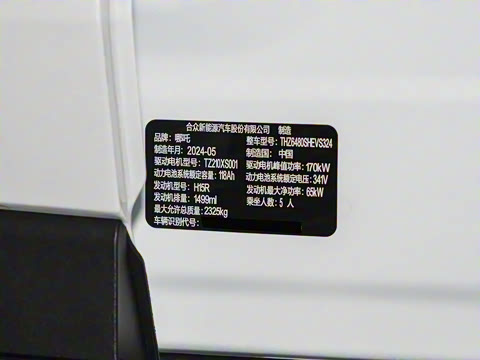 合众新能源汽车股份有限公司 制造
品牌：哪吒 整车型号：THZ6480SHEVS324
制造年月：2024-05 制造国：中国
驱动电机型号：TZ210XS001 驱动电机峰值功率：170kW
动力电池系统额定容量：118Ah 动力电池系统额定电压：341V
发动机型号：H15R 发动机最大净功率：65kW
发动机排量：1499ml 乘坐人数：5 人
最大允许总质量：2325kg
车辆识别代号：